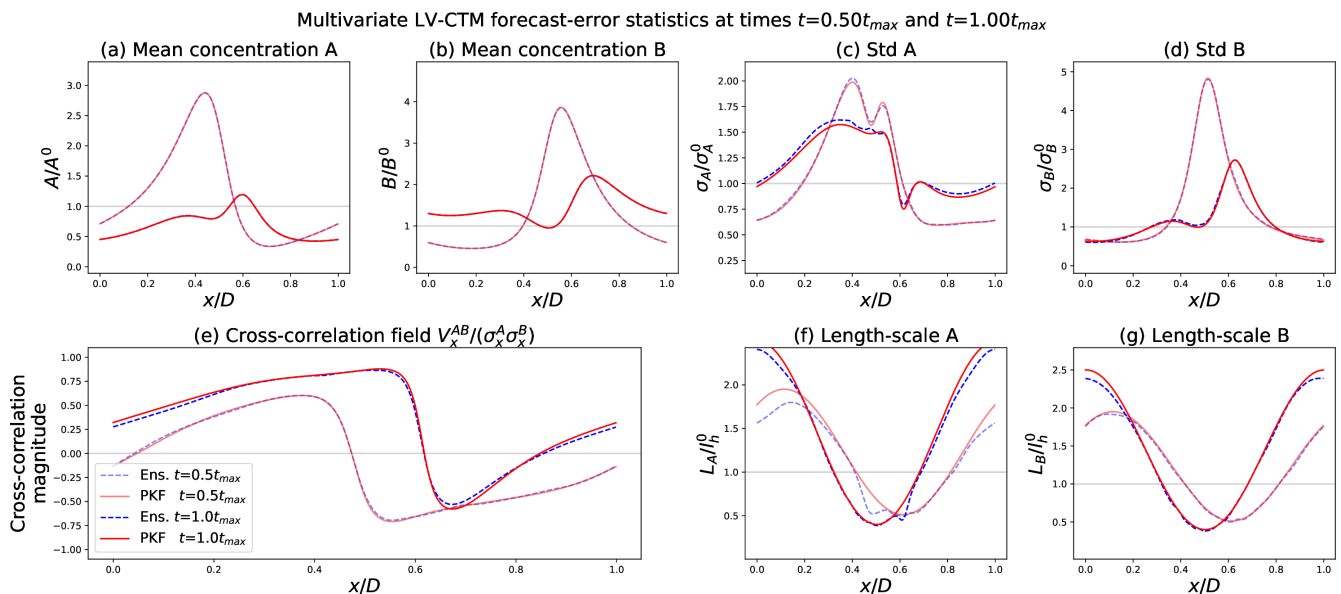 Multivariate LV-CTM forecast-error statistics at times t=0.50t_max and t=1.00t_max
(a) Mean concentration A
A/A^0
3.0
2.5
2.0
1.5
1.0
0.5
0.0
0.0 0.2 0.4 0.6 0.8 1.0
x/D
(b) Mean concentration B
B/B^0
4
3
2
1
0
0.0 0.2 0.4 0.6 0.8 1.0
x/D
(c) Std A
σ_A/σ_A^0
2.00
1.75
1.50
1.25
1.00
0.75
0.50
0.25
0.0 0.2 0.4 0.6 0.8 1.0
x/D
(d) Std B
σ_B/σ_B^0
5
4
3
2
1
0
0.0 0.2 0.4 0.6 0.8 1.0
x/D
(e) Cross-correlation field V_x^{AB}/(σ_x^A σ_x^B)
Cross-correlation
magnitude
1.00
0.75
0.50
0.25
0.00
−0.25
−0.50
−0.75
−1.00
Ens. t=0.5t_max
PKF t=0.5t_max
Ens. t=1.0t_max
PKF t=1.0t_max
0.0 0.2 0.4 0.6 0.8 1.0
x/D
(f) Length-scale A
L_A/l_h^0
2.0
1.5
1.0
0.5
0.0 0.2 0.4 0.6 0.8 1.0
x/D
(g) Length-scale B
L_B/l_h^0
2.5
2.0
1.5
1.0
0.5
0.0 0.2 0.4 0.6 0.8 1.0
x/D